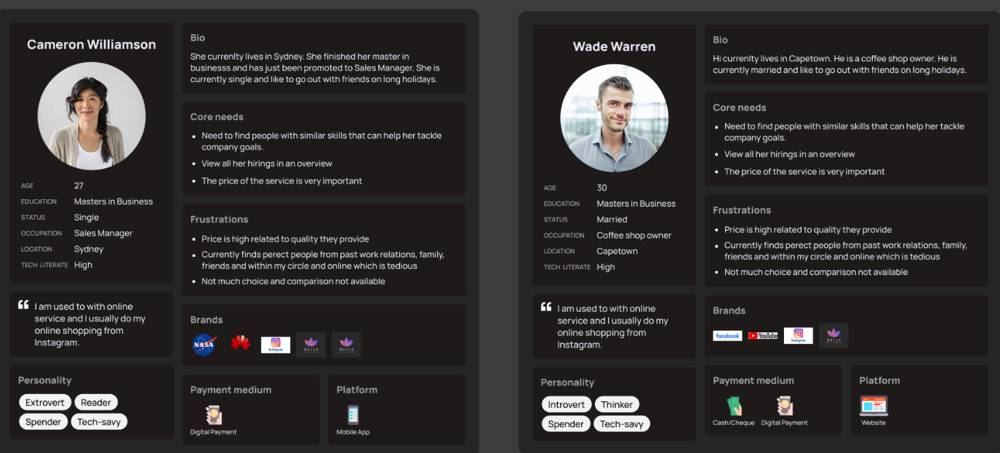 Cameron Williamson
AGE 27
EDUCATION Masters in Business
STATUS Single
OCCUPATION Sales Manager
LOCATION Sydney
TECH LITERATE High
“ I am used to with online
service and I usually do my
online shopping from
Instagram.
Personality
Extrovert Reader
Spender Tech-savy
Bio
She currenlty lives in Sydney. She finished her master in
businesss and has just been promoted to Sales Manager. She is
currently single and like to go out with friends on long holidays.
Core needs
• Need to find people with similar skills that can help her tackle
company goals.
• View all her hirings in an overview
• The price of the service is very important
Frustrations
• Price is high related to quality they provide
• Currently finds perect people from past work relations, family,
friends and within my circle and online which is tedious
• Not much choice and comparison not available
Brands
NASA Instagram BELLE BELLE
Payment medium
Digital Payment
Platform
Mobile App
Wade Warren
AGE 30
EDUCATION Masters in Business
STATUS Married
OCCUPATION Coffee shop owner
LOCATION Capetown
TECH LITERATE High
“ I am used to with online
service and I usually do my
online shopping from
Instagram.
Personality
Introvert Thinker
Spender Tech-savy
Bio
Hi currenlty lives in Capetown. He is a coffee shop owner. He is
currently married and like to go out with friends on long holidays.
Core needs
• Need to find people with similar skills that can help her tackle
company goals.
• View all her hirings in an overview
• The price of the service is very important
Frustrations
• Price is high related to quality they provide
• Currently finds perect people from past work relations, family,
friends and within my circle and online which is tedious
• Not much choice and comparison not available
Brands
facebook YouTube Instagram BELLE
Payment medium
Cash/Cheque Digital Payment
Platform
Website